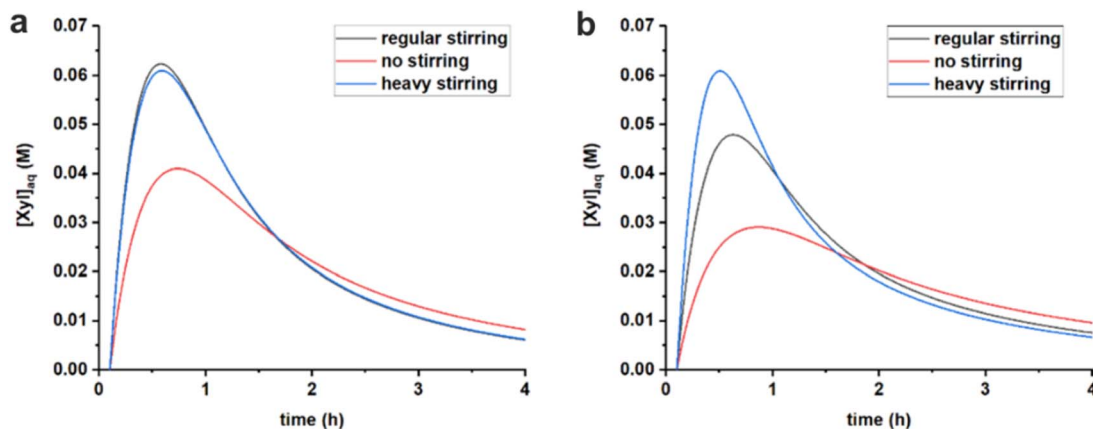 a
0.07
0.06
0.05
0.04
0.03
0.02
0.01
0.00
[Xyl]aq (M)
regular stirring
no stirring
heavy stirring
0 1 2 3 4
time (h)
b
0.07
0.06
0.05
0.04
0.03
0.02
0.01
0.00
[Xyl]aq (M)
regular stirring
no stirring
heavy stirring
0 1 2 3 4
time (h)